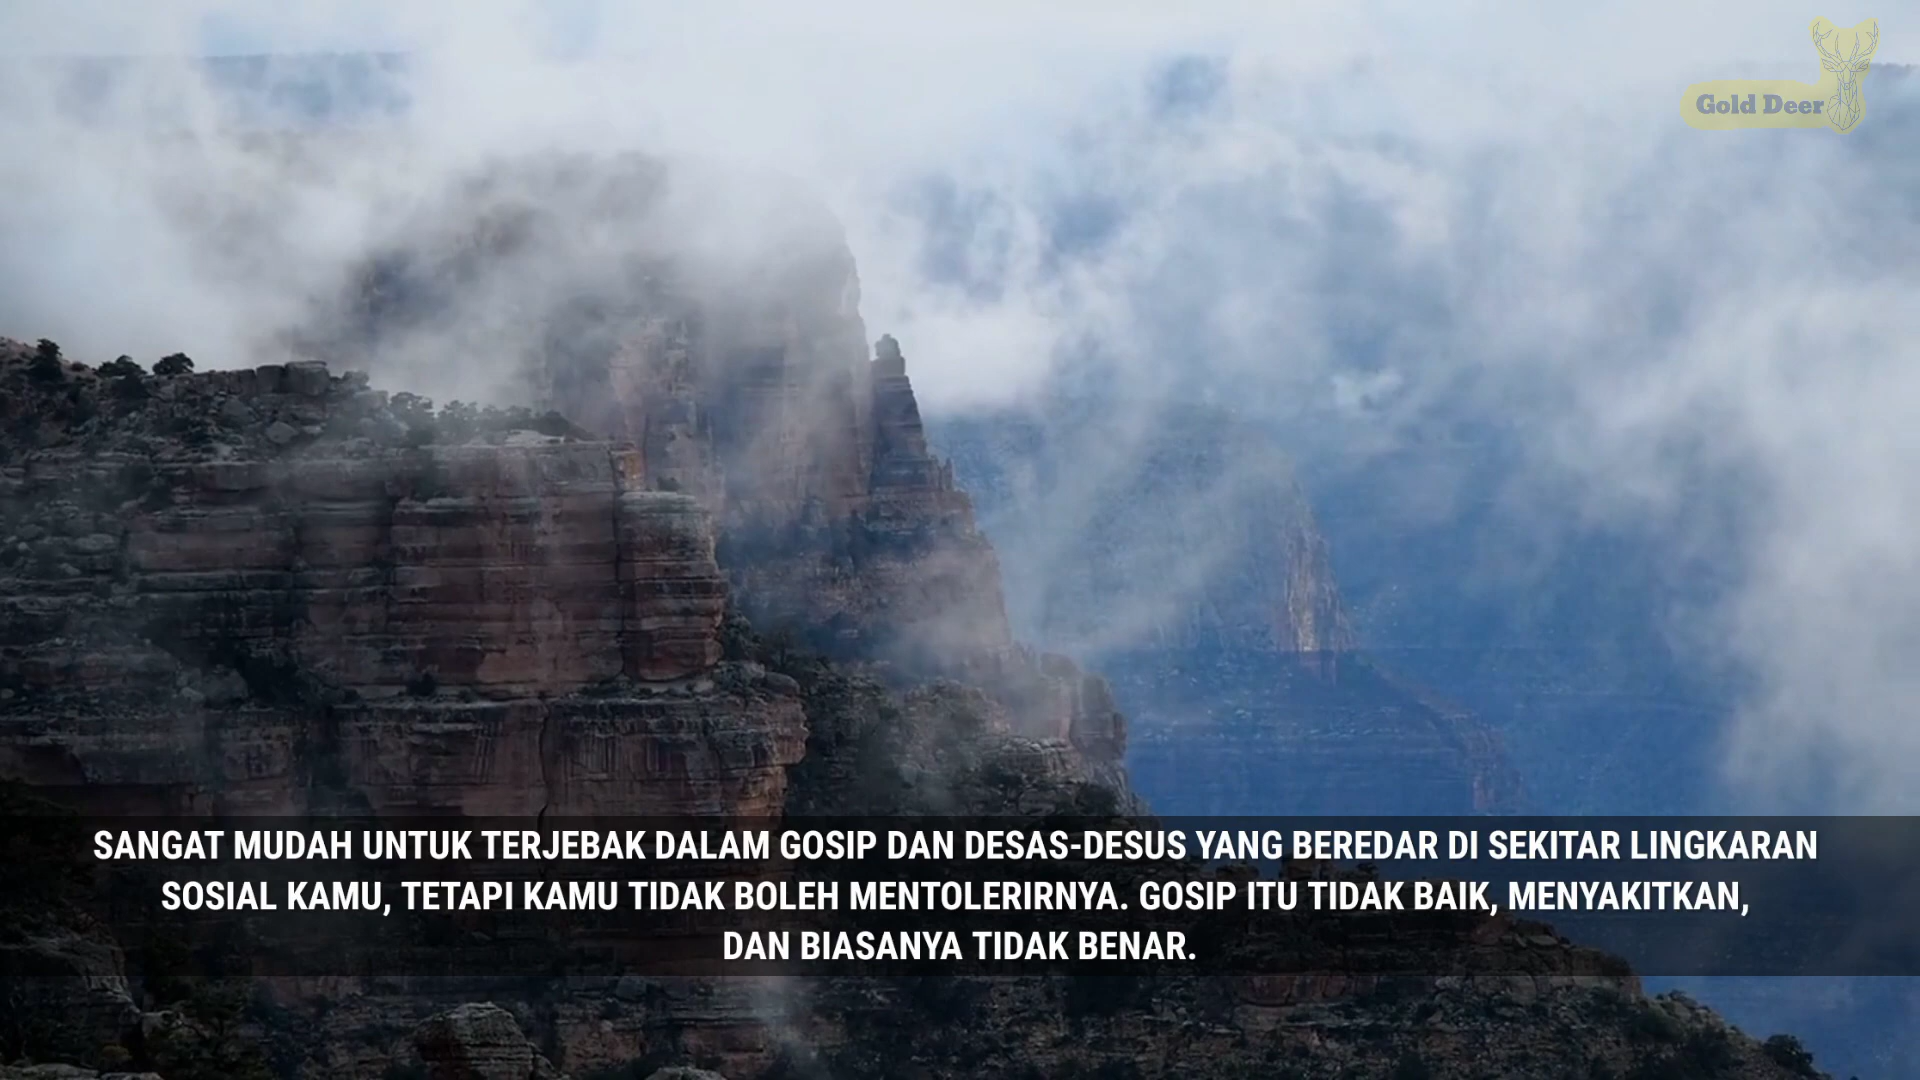 Gold Deer
SANGAT MUDAH UNTUK TERJEBAK DALAM GOSIP DAN DESAS-DESUS YANG BEREDAR DI SEKITAR LINGKARAN
SOSIAL KAMU, TETAPI KAMU TIDAK BOLEH MENTOLERIRNYA. GOSIP ITU TIDAK BAIK, MENYAKITKAN,
DAN BIASANYA TIDAK BENAR.